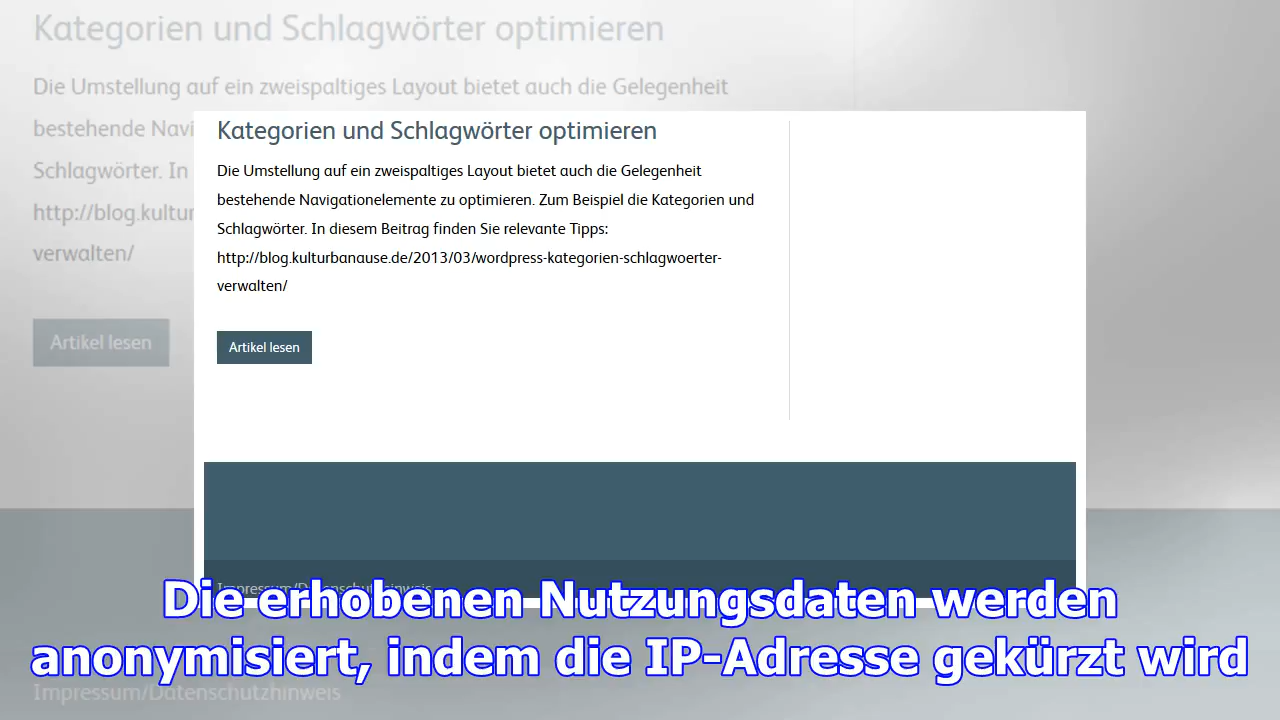 Kategorien und Schlagwörter optimieren
Die Umstellung auf ein zweispaltiges Layout bietet auch die Gelegenheit
bestehende Navi
Schlagwörter. In
http://blog.kultur
verwalten/
Artikel lesen
Kategorien und Schlagwörter optimieren
Die Umstellung auf ein zweispaltiges Layout bietet auch die Gelegenheit
bestehende Navigationelemente zu optimieren. Zum Beispiel die Kategorien und
Schlagwörter. In diesem Beitrag finden Sie relevante Tipps:
http://blog.kulturbanause.de/2013/03/wordpress-kategorien-schlagwoerter-
verwalten/
Artikel lesen
Impressum/Datenschutzhinweis
Die erhobenen Nutzungsdaten werden
anonymisiert, indem die IP-Adresse gekürzt wird
Impressum/Datenschutzhinweis